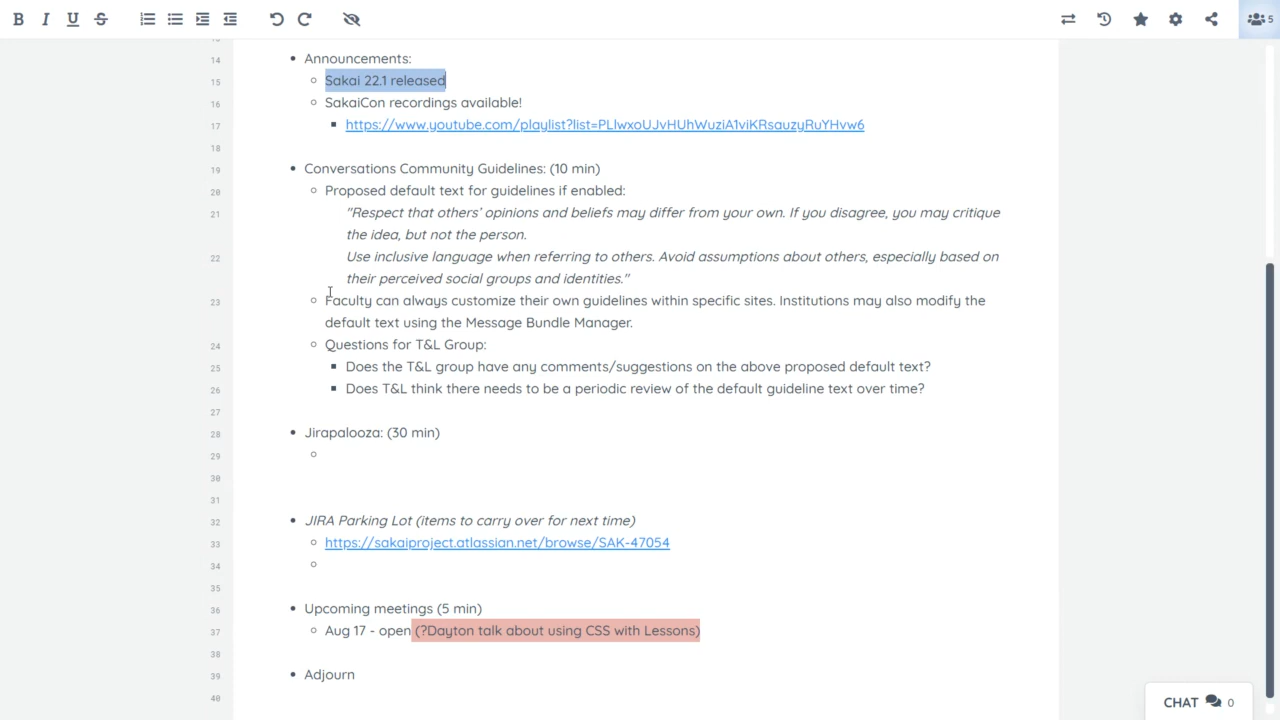 B I U S
5
14 Announcements:
15 Sakai 22.1 released
16 SakaiCon recordings available!
17 https://www.youtube.com/playlist?list=PLlwxoUJvHUhWuziA1viKRsauzyRuYHvw6
18
19 Conversations Community Guidelines: (10 min)
20 Proposed default text for guidelines if enabled:
21 "Respect that others' opinions and beliefs may differ from your own. If you disagree, you may critique
the idea, but not the person.
22 Use inclusive language when referring to others. Avoid assumptions about others, especially based on
their perceived social groups and identities."
23 Faculty can always customize their own guidelines within specific sites. Institutions may also modify the
default text using the Message Bundle Manager.
24 Questions for T&L Group:
25 Does the T&L group have any comments/suggestions on the above proposed default text?
26 Does T&L think there needs to be a periodic review of the default guideline text over time?
27
28 Jirapalooza: (30 min)
29
30
31
32 JIRA Parking Lot (items to carry over for next time)
33 https://sakaiproject.atlassian.net/browse/SAK-47054
34
35
36 Upcoming meetings (5 min)
37 Aug 17 - open (?Dayton talk about using CSS with Lessons)
38
39 Adjourn
40
CHAT 0